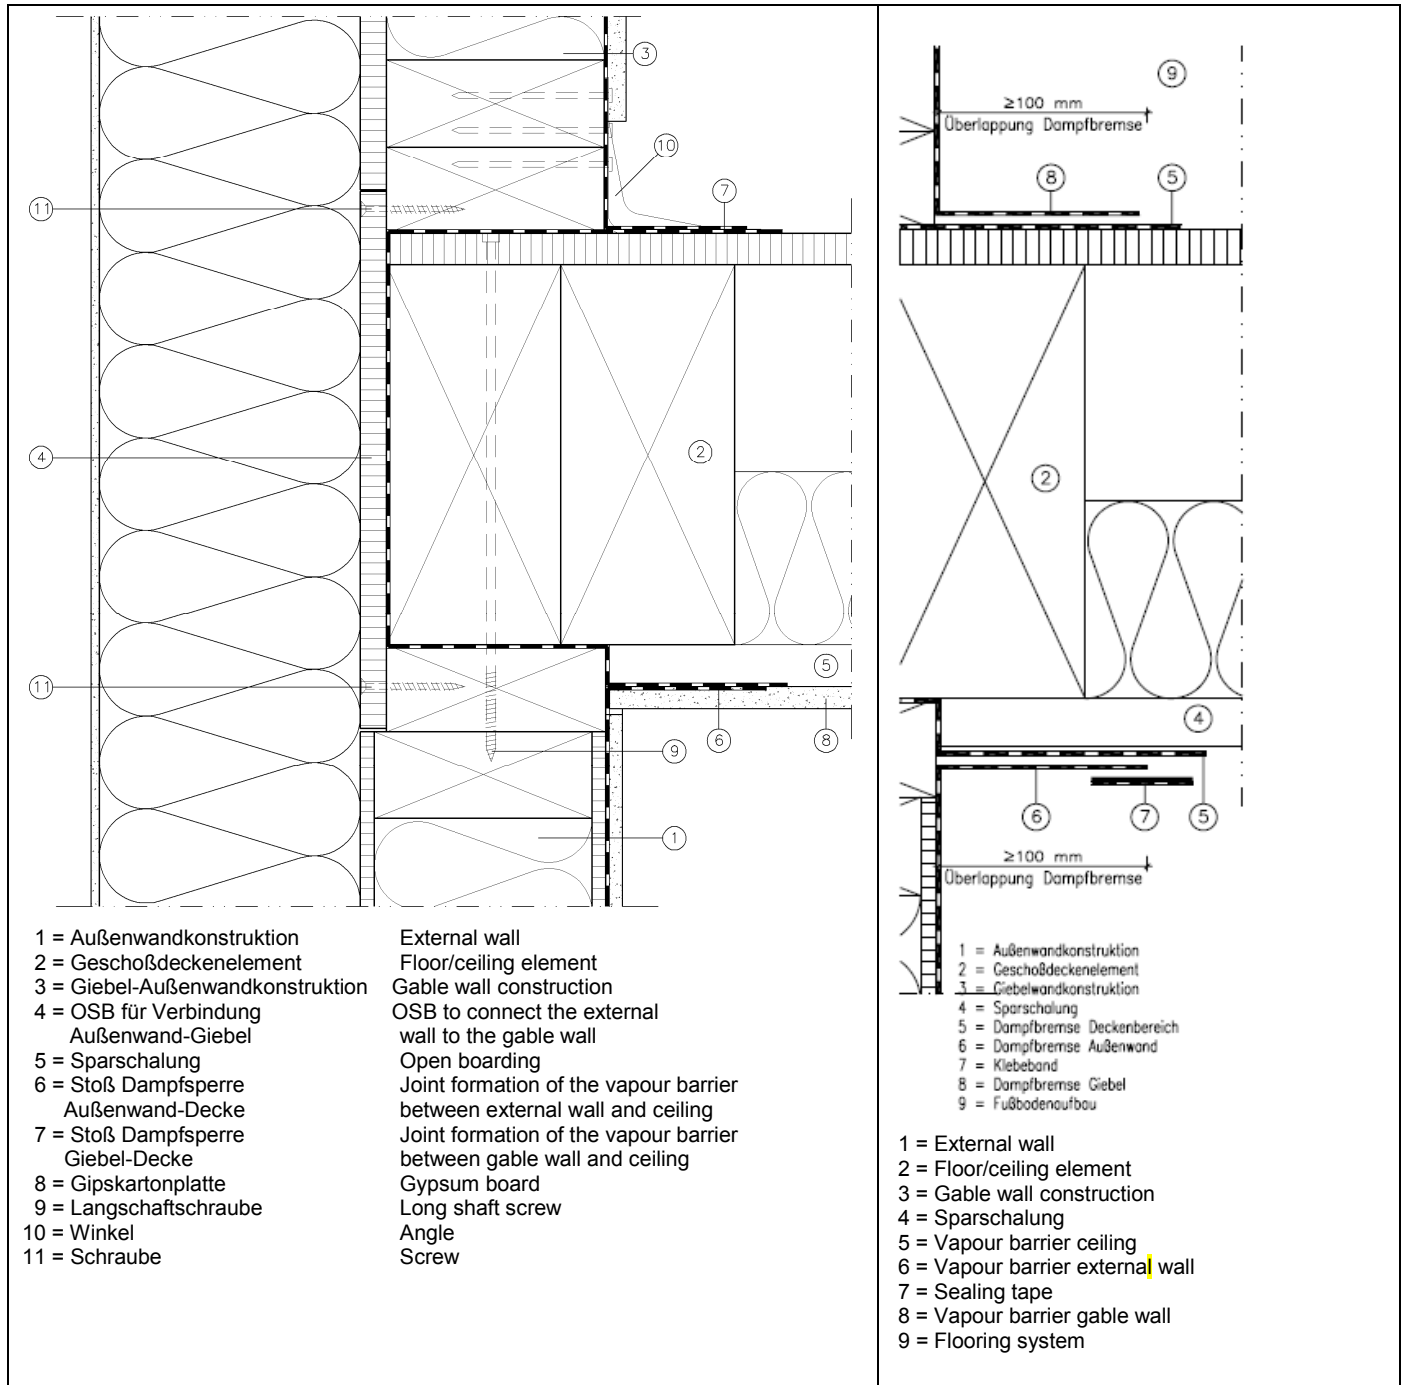 3
10
7
11
4
2
11
5
6
8
9
1
1 = Außenwandkonstruktion External wall
2 = Geschoßdeckenelement Floor/ceiling element
3 = Giebel-Außenwandkonstruktion Gable wall construction
4 = OSB für Verbindung OSB to connect the external
Außenwand-Giebel wall to the gable wall
5 = Sparschalung Open boarding
6 = Stoß Dampfsperre Joint formation of the vapour barrier
Außenwand-Decke between external wall and ceiling
7 = Stoß Dampfsperre Joint formation of the vapour barrier
Giebel-Decke between gable wall and ceiling
8 = Gipskartonplatte Gypsum board
9 = Langschaftschraube Long shaft screw
10 = Winkel Angle
11 = Schraube Screw
9
≥100 mm
Überlappung Dampfbremse
8 5
2
4
6 7 5
≥100 mm
Überlappung Dampfbremse
1 = Außenwandkonstruktion
2 = Geschoßdeckenelement
3 = Giebelwandkonstruktion
4 = Sparschalung
5 = Dampfbremse Deckenbereich
6 = Dampfbremse Außenwand
7 = Klebeband
8 = Dampfbremse Giebel
9 = Fußbodenaufbau
1 = External wall
2 = Floor/ceiling element
3 = Gable wall construction
4 = Sparschalung
5 = Vapour barrier ceiling
6 = Vapour barrier external wall
7 = Sealing tape
8 = Vapour barrier gable wall
9 = Flooring system